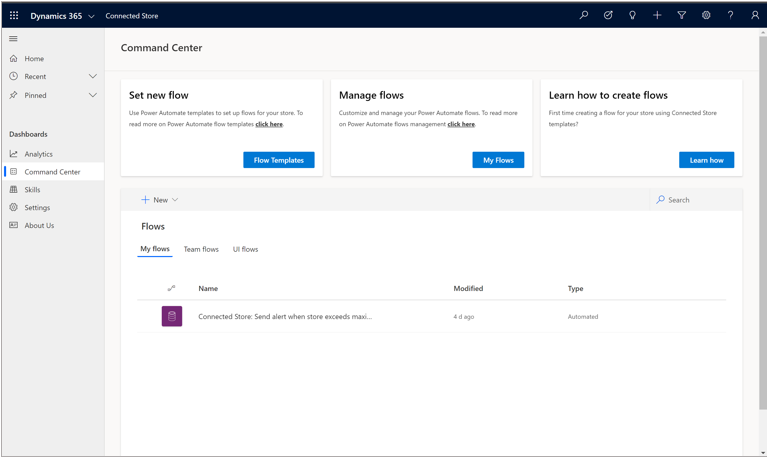 Dynamics 365 Connected Store
Home
Recent
Pinned
Dashboards
Analytics
Command Center
Skills
Settings
About Us
Command Center
Set new flow
Use Power Automate templates to set up flows for your store. To
read more on Power Automate flow templates click here.
Flow Templates
Manage flows
Customize and manage your Power Automate flows. To read more
on Power Automate flows management click here.
My Flows
Learn how to create flows
First time creating a flow for your store using Connected Store
templates?
Learn how
New
Search
Flows
My flows Team flows UI flows
Name Modified Type
Connected Store: Send alert when store exceeds maxi... 4 d ago Automated